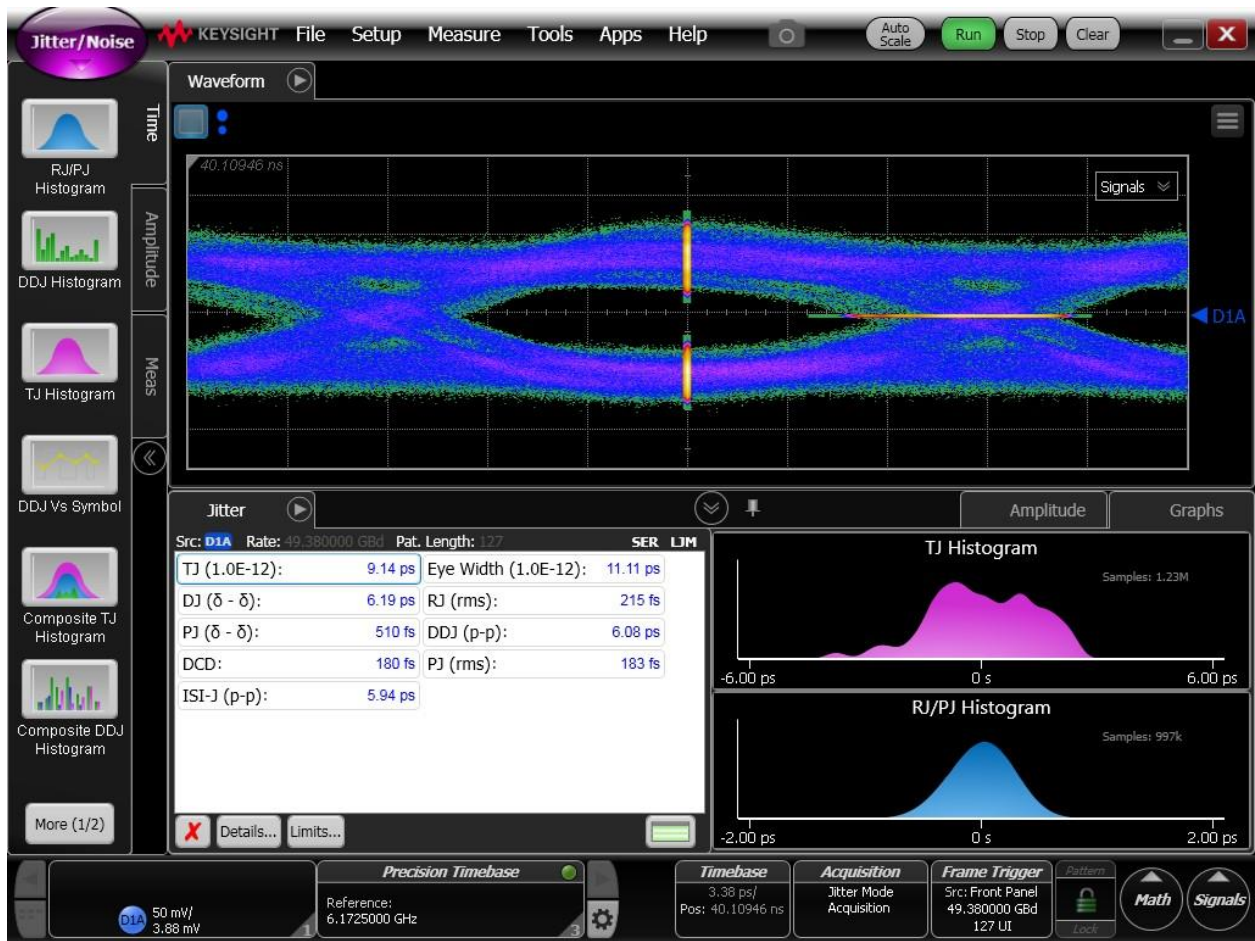 Jitter/Noise
KEYSIGHT File Setup Measure Tools Apps Help
Auto
Scale
Run Stop Clear
RJ/PJ
Histogram
DDJ Histogram
TJ Histogram
DDJ Vs Symbol
Composite TJ
Histogram
Composite DDJ
Histogram
More (1/2)
Time
Amplitude
Meas
Waveform
40.10946 ns
Signals
D1A
Jitter
Amplitude Graphs
Src: D1A Rate: 49.380000 GBd Pat. Length: 127 SER LJM
TJ (1.0E-12): 9.14 ps Eye Width (1.0E-12): 11.11 ps
DJ (δ - δ): 6.19 ps RJ (rms): 215 fs
PJ (δ - δ): 510 fs DDJ (p-p): 6.08 ps
DCD: 180 fs PJ (rms): 183 fs
ISI-J (p-p): 5.94 ps
Details... Limits...
TJ Histogram
Samples: 1.23M
-6.00 ps 0 s 6.00 ps
RJ/PJ Histogram
Samples: 997k
-2.00 ps 0 s 2.00 ps
D1A 50 mV/
3.88 mV
1
Precision Timebase
Reference:
6.1725000 GHz
3
Timebase
3.38 ps/
Pos: 40.10946 ns
Acquisition
Jitter Mode
Acquisition
Frame Trigger
Src: Front Panel
49.380000 GBd
127 UI
Pattern
Lock
Math
Signals